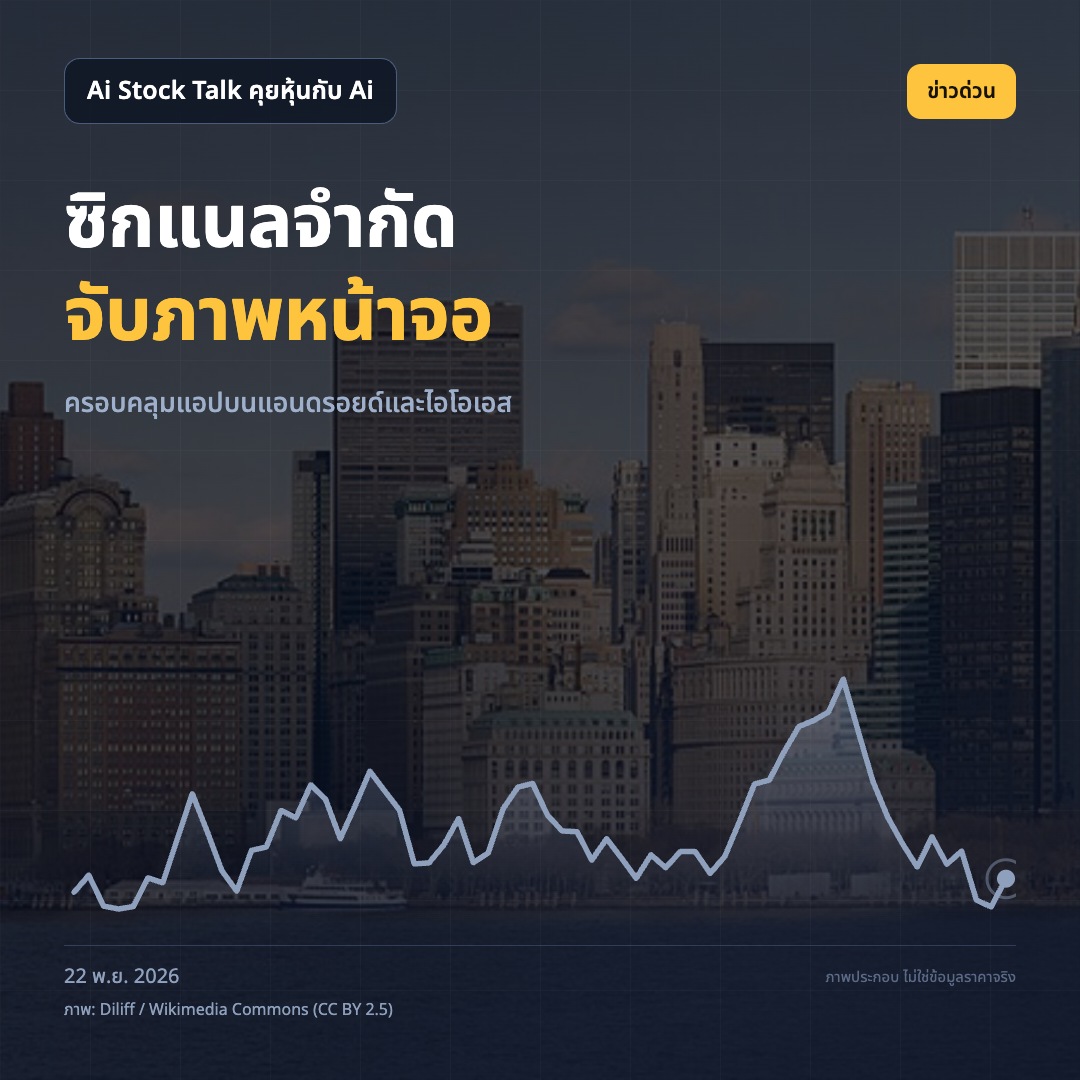 Ai Stock Talk คุยหุ้นกับ Ai
ข่าวด่วน
ซิกแนลจำกัด
จับภาพหน้าจอ
ครอบคลุมแอปบนแอนดรอยด์และไอโอเอส
22 พ.ย. 2026
ภาพประกอบ ไม่ใช่ข้อมูลราคาจริง
ภาพ: Diliff / Wikimedia Commons (CC BY 2.5)